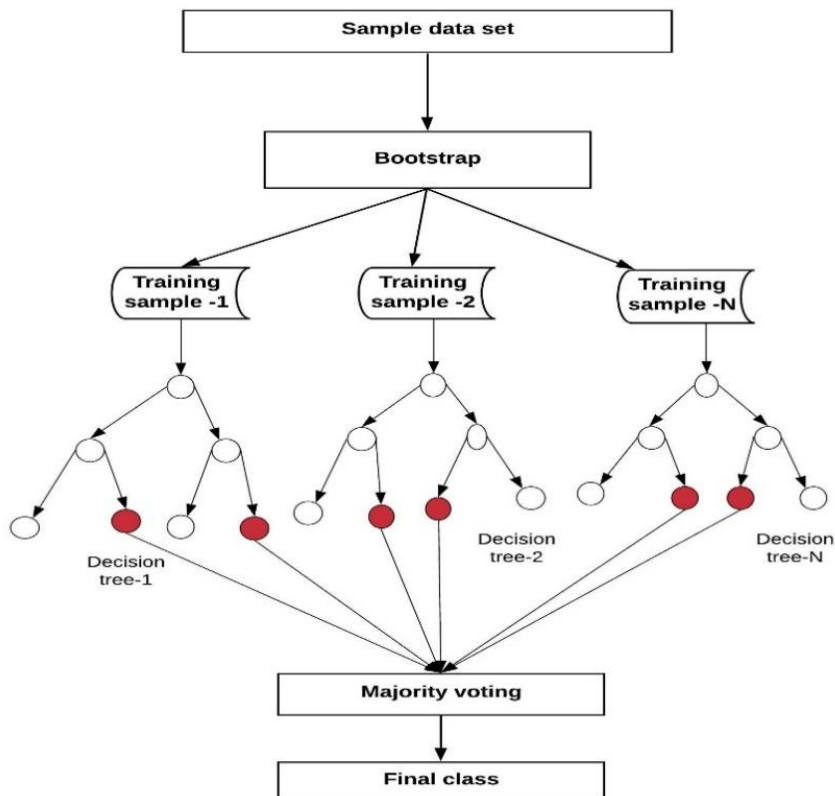 Sample data set
Bootstrap
Training
sample -1
Training
sample -2
Training
sample -N
Decision
tree-1
Decision
tree-2
Decision
tree-N
Majority voting
Final class